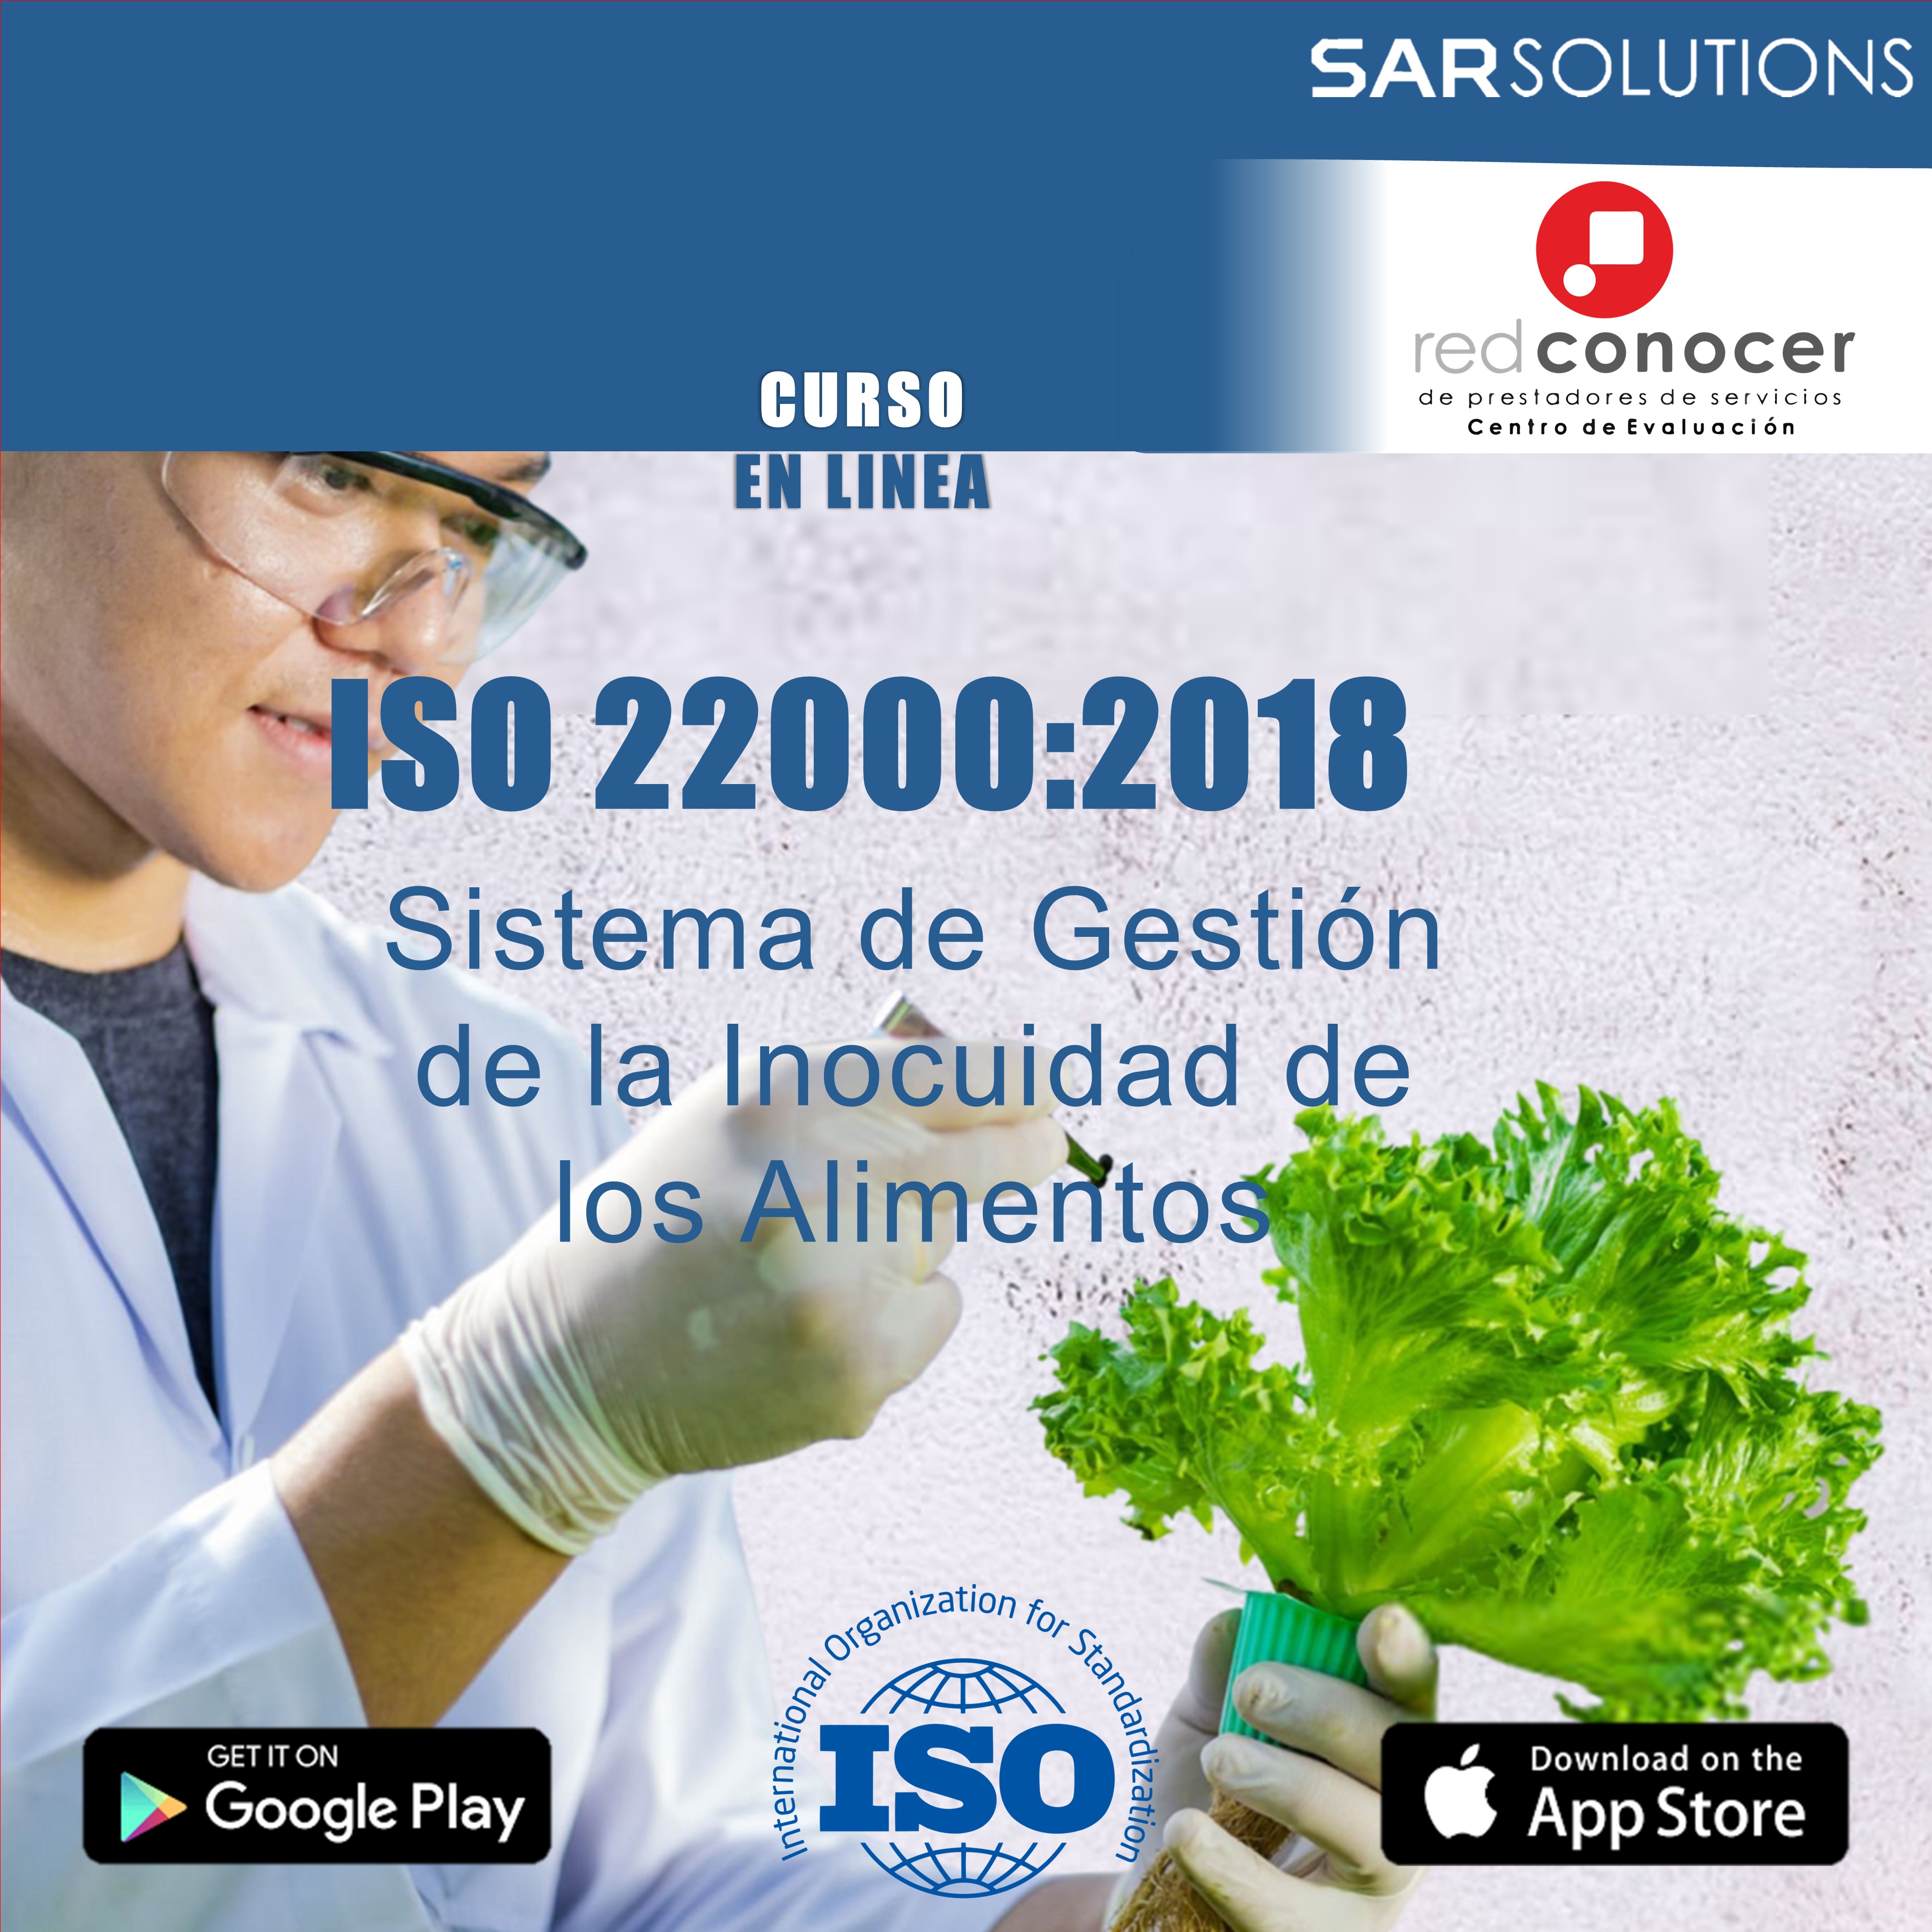 SARSOLUTIONS
redconocer
de prestadores de servicios
Centro de Evaluación
CURSO
EN LINEA
ISO 22000:2018
Sistema de Gestión
de la Inocuidad de
los Alimentos
International Organization for Standardization
ISO
GET IT ON
Google Play
Download on the
App Store